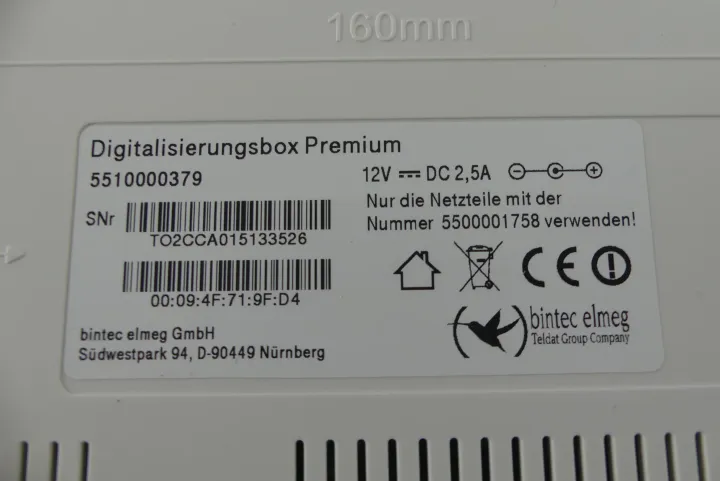 160mm
Digitalisierungsbox Premium
5510000379
12V DC 2,5A
SNr
TO2CCA015133526
Nur die Netzteile mit der
Nummer 5500001758 verwenden!
00:09:4F:71:9F:D4
CE
bintec elmeg GmbH
Südwestpark 94, D-90449 Nürnberg
bintec elmeg
Teldat Group Company